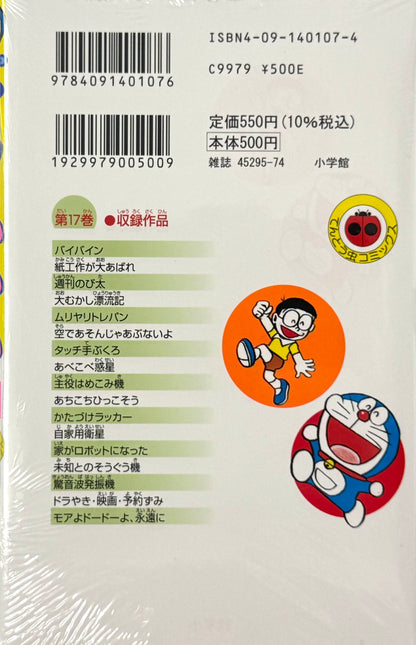 ISBN4-09-140107-4
9784091401076
C9979 ¥500E
定価550円(10%税込)
本体500円
1929979005009
雑誌 45295-74 小学館
第17巻 ●収録作品
てんとう虫コミックス
バイバイン
紙工作が大あばれ
週刊のび太
大むかし漂流記
ムリヤリトレパン
空であそんじゃあぶないよ
タッチ手ぶくろ
あべこべ惑星
主役はめこみ機
あちこちひっこそう
かたづけラッカー
自家用衛星
家がロボットになった
未知とのそうぐう機
驚音波発振機
ドラやき・映画・予約ずみ
モアよドードーよ、永遠に